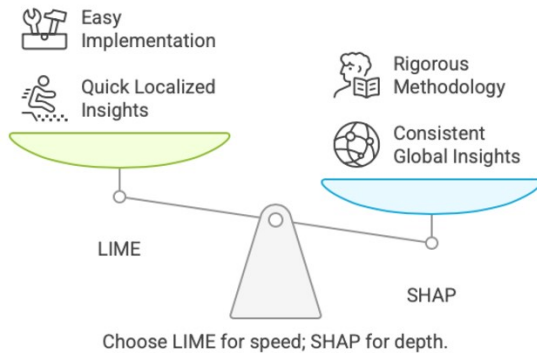 Easy
Implementation
Quick Localized
Insights
Rigorous
Methodology
Consistent
Global Insights
LIME
SHAP
Choose LIME for speed; SHAP for depth.